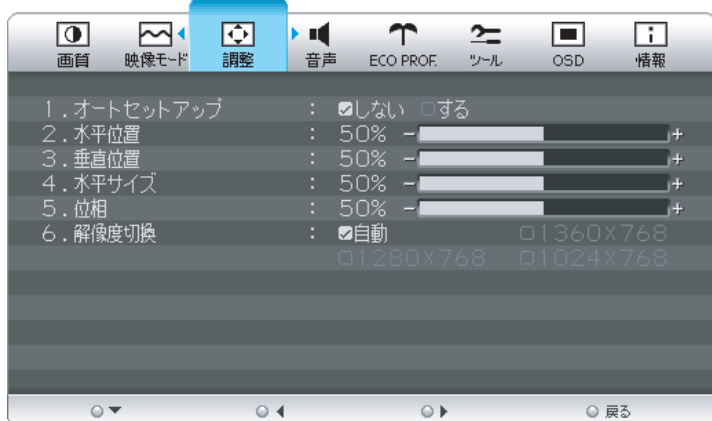 画質 映像モード 調整 音声 ECO PROF. ツール OSD 情報
1.オートセットアップ : ☑しない □する
2.水平位置 : 50% − +
3.垂直位置 : 50% − +
4.水平サイズ : 50% − +
5.位相 : 50% − +
6.解像度切換 : ☑自動 □1360X768
□1280X768 □1024X768
戻る